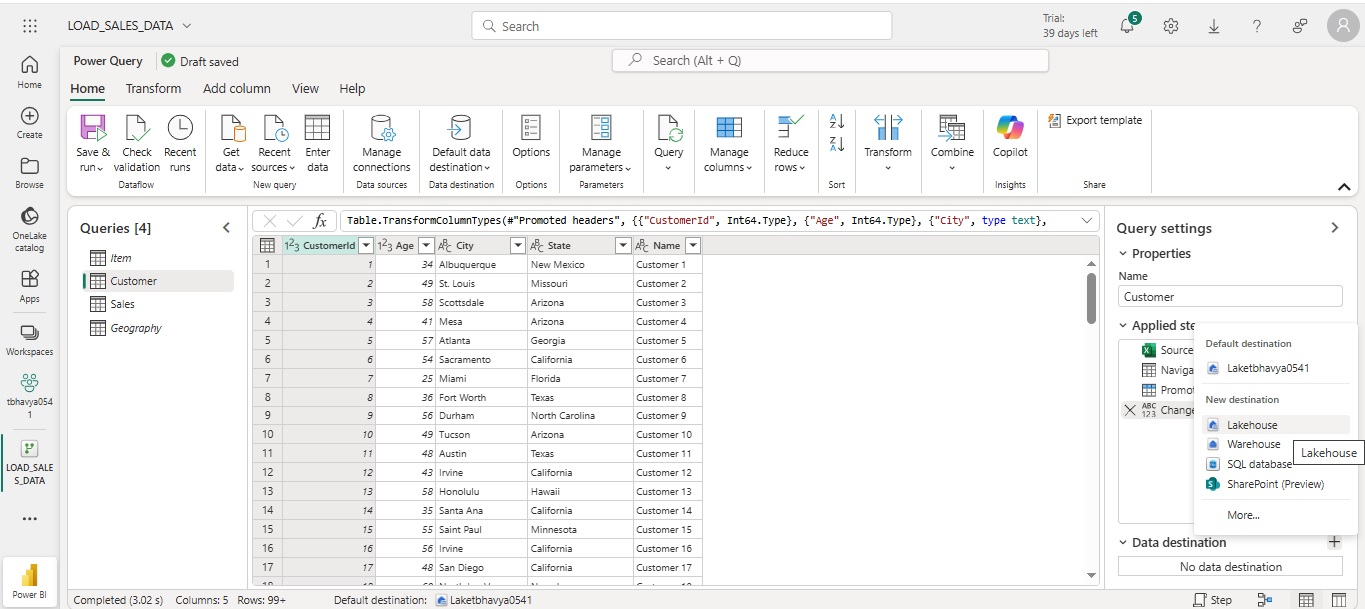 LOAD_SALES_DATA
Search
Trial:
39 days left
5
Power Query
Draft saved
Search (Alt + Q)
Home
Transform
Add column
View
Help
Save & run
Check validation
Recent runs
Dataflow
Get data
Recent sources
Enter data
New query
Manage connections
Data sources
Default data destination
Data destination
Options
Options
Manage parameters
Parameters
Query
Manage columns
Reduce rows
Sort
Transform
Combine
Copilot
Insights
Export template
Share
Home
Create
Browse
OneLake
catalog
Apps
Workspaces
tbhavya054
1
LOAD_SALE
S_DATA
Power BI
Queries [4]
Item
Customer
Sales
Geography
fx Table.TransformColumnTypes(#"Promoted headers", {{"CustomerId", Int64.Type}, {"Age", Int64.Type}, {"City", type text},
CustomerId Age City State Name
1 1 34 Albuquerque New Mexico Customer 1
2 2 49 St. Louis Missouri Customer 2
3 3 58 Scottsdale Arizona Customer 3
4 4 41 Mesa Arizona Customer 4
5 5 57 Atlanta Georgia Customer 5
6 6 54 Sacramento California Customer 6
7 7 25 Miami Florida Customer 7
8 8 36 Fort Worth Texas Customer 8
9 9 56 Durham North Carolina Customer 9
10 10 49 Tucson Arizona Customer 10
11 11 48 Austin Texas Customer 11
12 12 43 Irvine California Customer 12
13 13 58 Honolulu Hawaii Customer 13
14 14 35 Santa Ana California Customer 14
15 15 55 Saint Paul Minnesota Customer 15
16 16 56 Irvine California Customer 16
17 17 48 San Diego California Customer 17
Query settings
Properties
Name
Customer
Applied ste
Source
Naviga
Promot
Change
Default destination
Laketbhavya0541
New destination
Lakehouse
Warehouse
SQL database
SharePoint (Preview)
More...
Lakehouse
Data destination
No data destination
Completed (3.02 s) Columns: 5 Rows: 99+
Default destination: Laketbhavya0541
Step